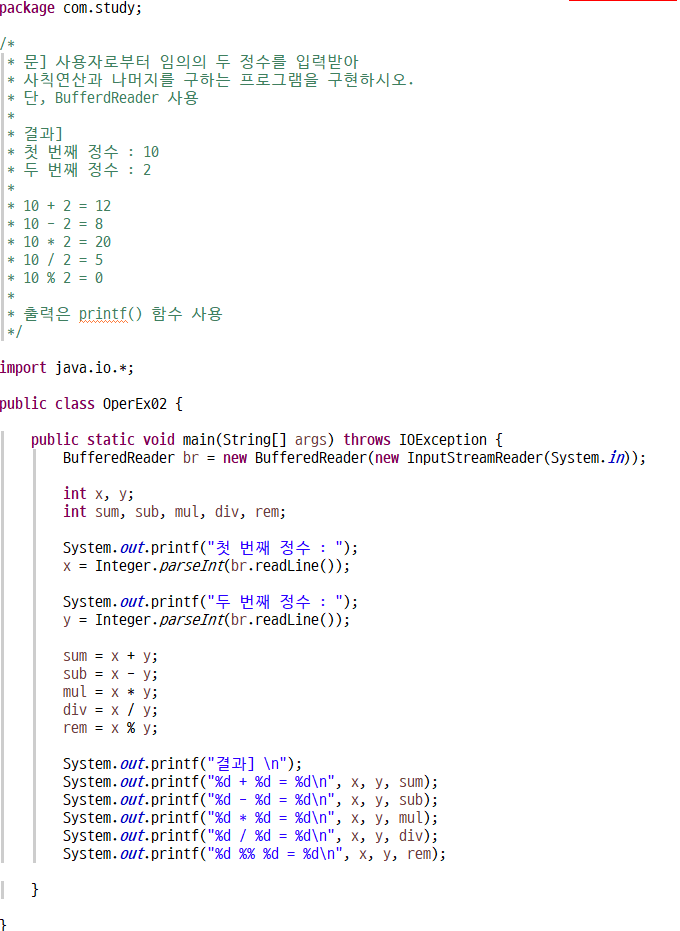 package com.study;
/*
* 문] 사용자로부터 임의의 두 정수를 입력받아
* 사칙연산과 나머지를 구하는 프로그램을 구현하시오.
* 단, BufferdReader 사용
*
* 결과]
* 첫 번째 정수 : 10
* 두 번째 정수 : 2
*
* 10 + 2 = 12
* 10 - 2 = 8
* 10 * 2 = 20
* 10 / 2 = 5
* 10 % 2 = 0
*
* 출력은 printf() 함수 사용
*/
import java.io.*;
public class OperEx02 {
public static void main(String[] args) throws IOException {
BufferedReader br = new BufferedReader(new InputStreamReader(System.in));
int x, y;
int sum, sub, mul, div, rem;
System.out.printf("첫 번째 정수 : ");
x = Integer.parseInt(br.readLine());
System.out.printf("두 번째 정수 : ");
y = Integer.parseInt(br.readLine());
sum = x + y;
sub = x - y;
mul = x * y;
div = x / y;
rem = x % y;
System.out.printf("결과] \n");
System.out.printf("%d + %d = %d\n", x, y, sum);
System.out.printf("%d - %d = %d\n", x, y, sub);
System.out.printf("%d * %d = %d\n", x, y, mul);
System.out.printf("%d / %d = %d\n", x, y, div);
System.out.printf("%d %% %d = %d\n", x, y, rem);
}
}